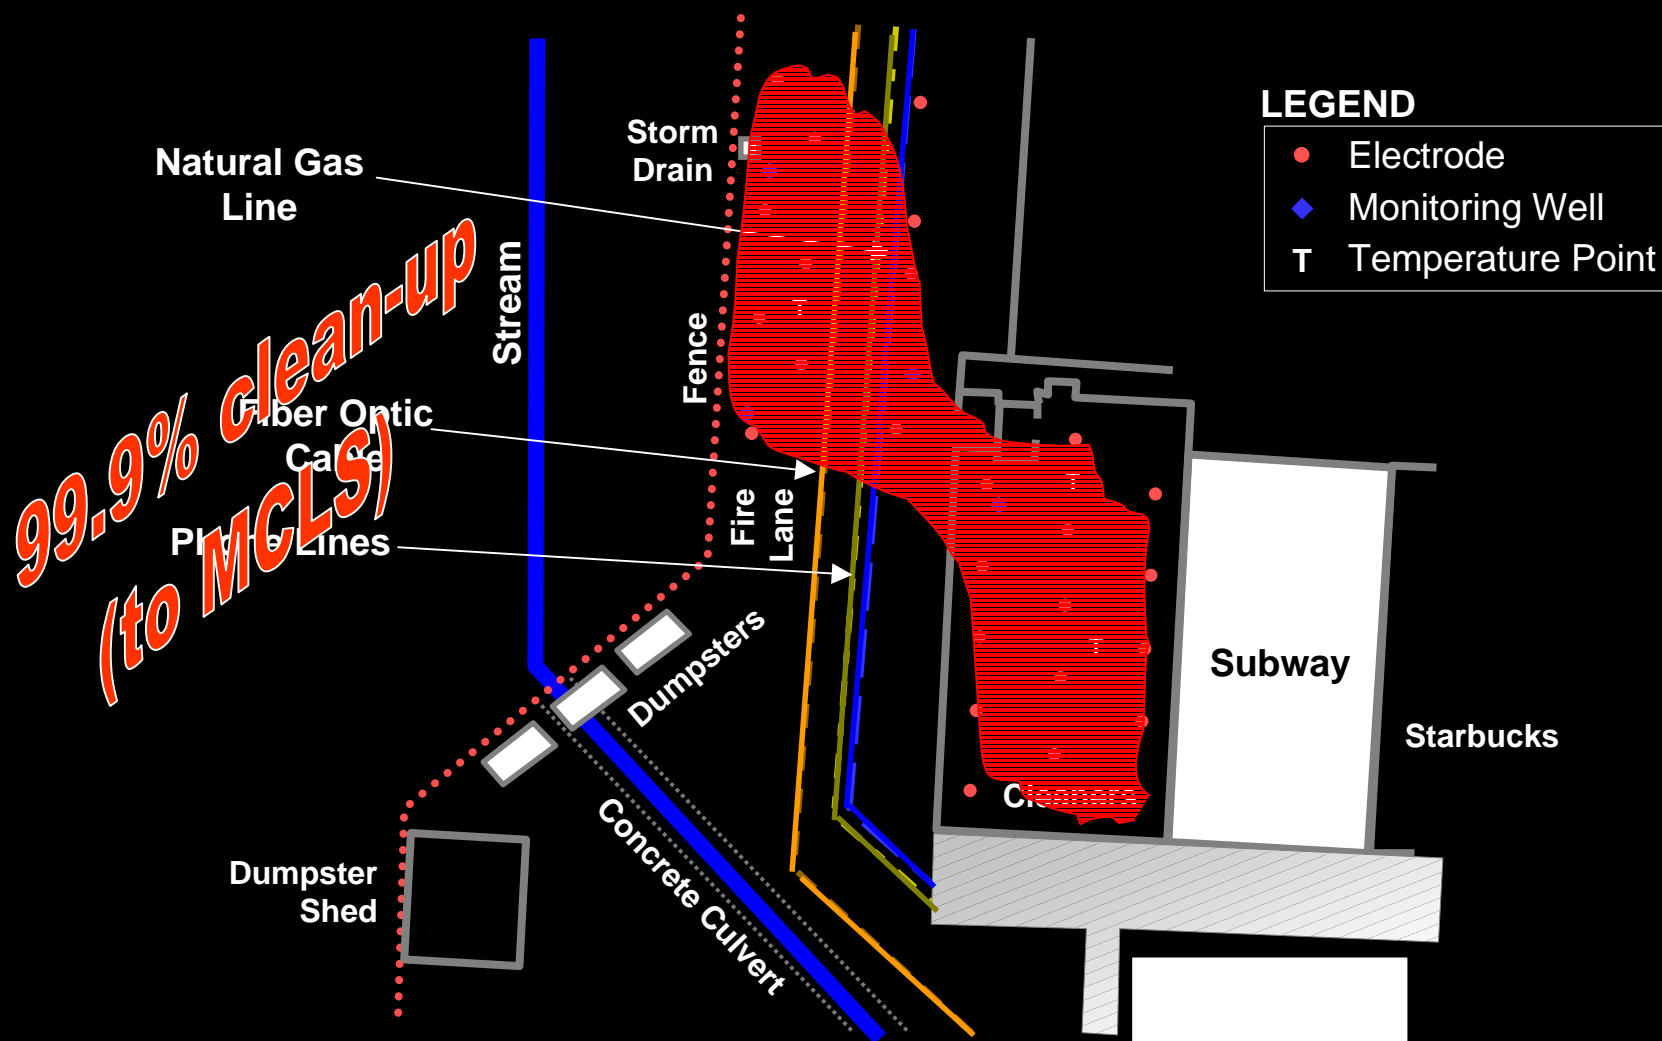 LEGEND
Electrode
Monitoring Well
T Temperature Point
Storm
Drain
Natural Gas
Line
Stream
Fence
99.9% clean-up
(to MCLS)
Fiber Optic
Cable
Phone Lines
Fire
Lane
T
T
T
Dumpsters
Subway
Starbucks
Cleaners
Concrete Culvert
Dumpster
Shed